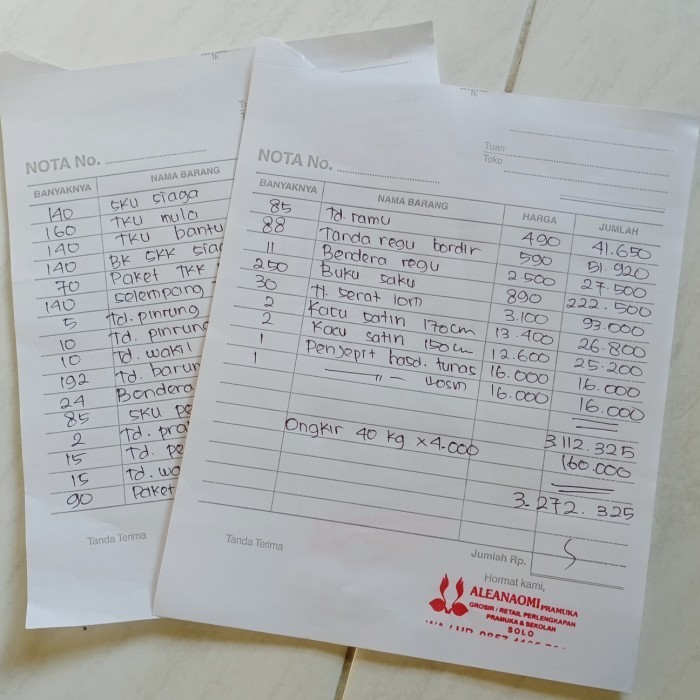 NOTA No.
BANYAKNYA NAMA BARANG
140 SKU siaga
160 TKU mula
140 TKU bantu
140 BK SKK siag
70 Paket TKK
140 selempang
5 td. pinrung
10 td. pinrung
10 td. wakil
192 td. barun
24 Bendera
85 SKU pe
2 td. pra
15 td. pe
15 td. wa
90 Paket
Tanda Terima
Tuan
Toko
NOTA No.
BANYAKNYA NAMA BARANG HARGA JUMLAH
85 td. ramu 490 41.650
88 Tanda regu bordir 590 51.920
11 Bendera regu 2.500 27.500
250 Buku saku 890 222.500
30 tl. serat 10m 3.100 93.000
2 Kacu satin 170cm 13.400 26.800
2 Kacu satin 150cm 12.600 25.200
1 Penjepit hasd. tunas 16.000 16.000
1 — 11 — 16.000 16.000
3.112.325
Ongkir 40 kg x 4.000 160.000
3.272.325
Tanda Terima
Jumlah Rp.
Hormat kami,
ALEANAOMI PRAMUKA
GROSIR / RETAIL PERLENGKAPAN
PRAMUKA & SEKOLAH
SOLO